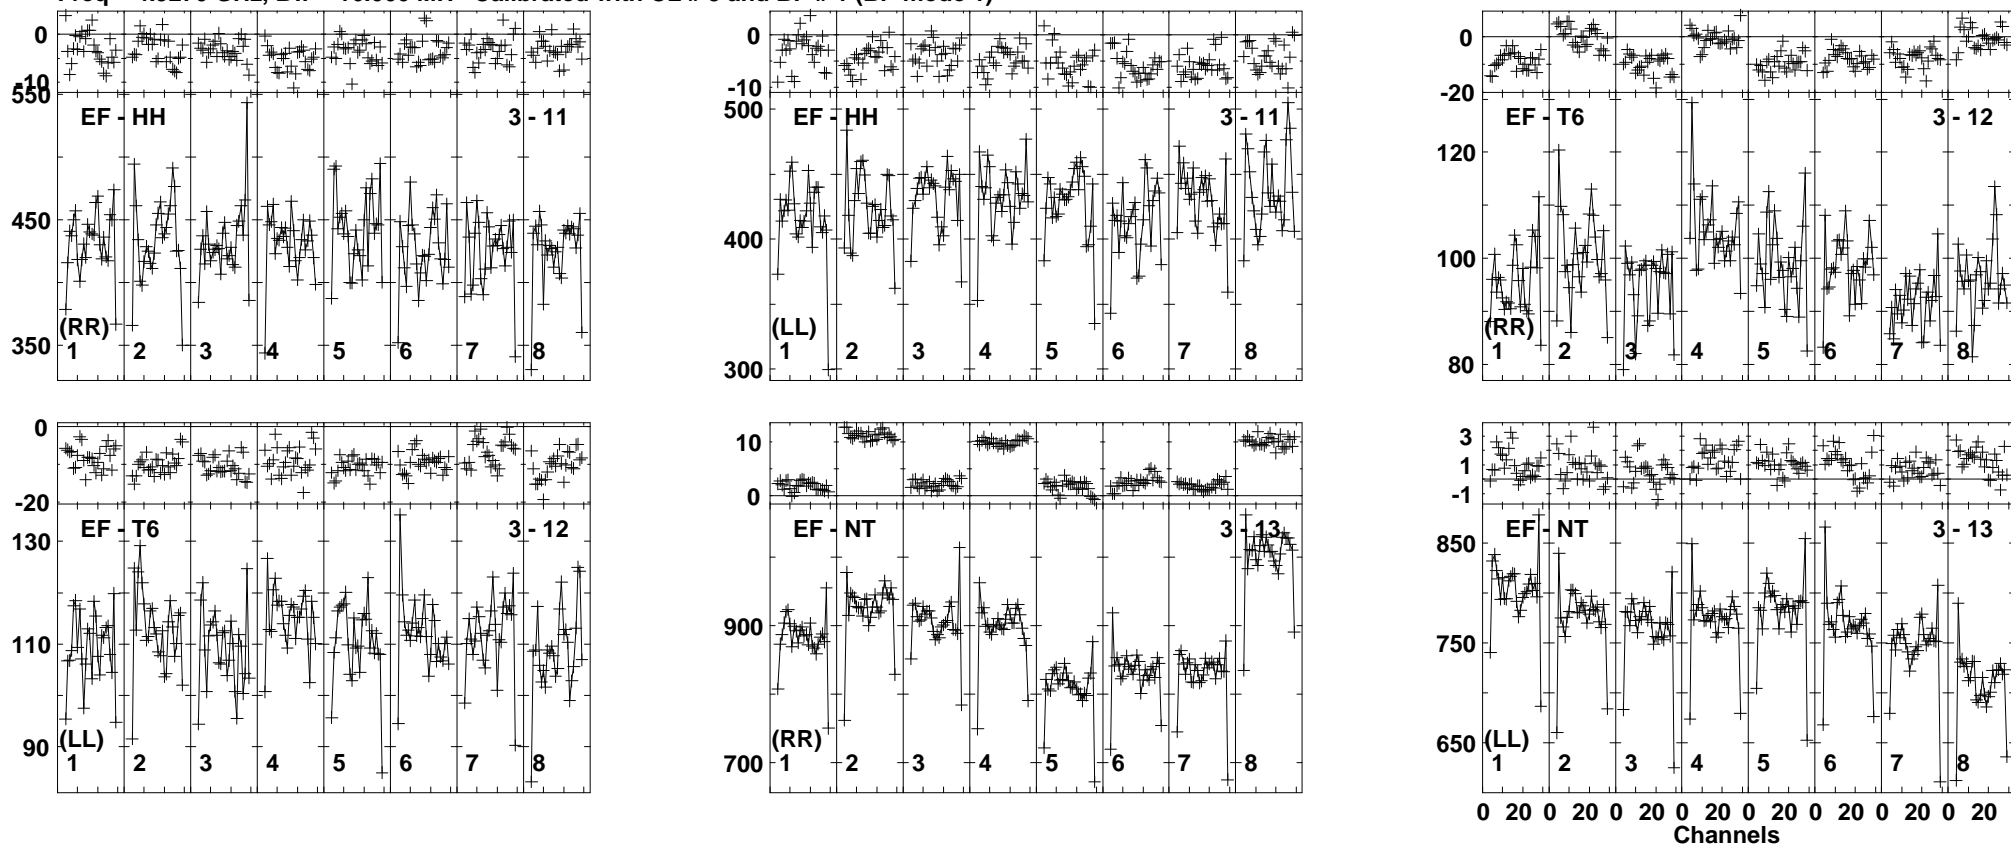 0
-10
550
450
350
EF - HH
3 - 11
(RR)
1 2 3 4 5 6 7 8
0
-10
500
400
300
EF - HH
3 - 11
(LL)
1 2 3 4 5 6 7 8
0
-20
120
100
80
EF - T6
3 - 12
(RR)
1 2 3 4 5 6 7 8
0
-20
130
110
90
EF - T6
3 - 12
(LL)
1 2 3 4 5 6 7 8
10
0
900
700
EF - NT
3 - 13
(RR)
1 2 3 4 5 6 7 8
3
1
-1
850
750
650
EF - NT
3 - 13
(LL)
1 2 3 4 5 6 7 8
0 20 0 20 0 20 0 20 0 20 0 20 0 20 0 20
Channels